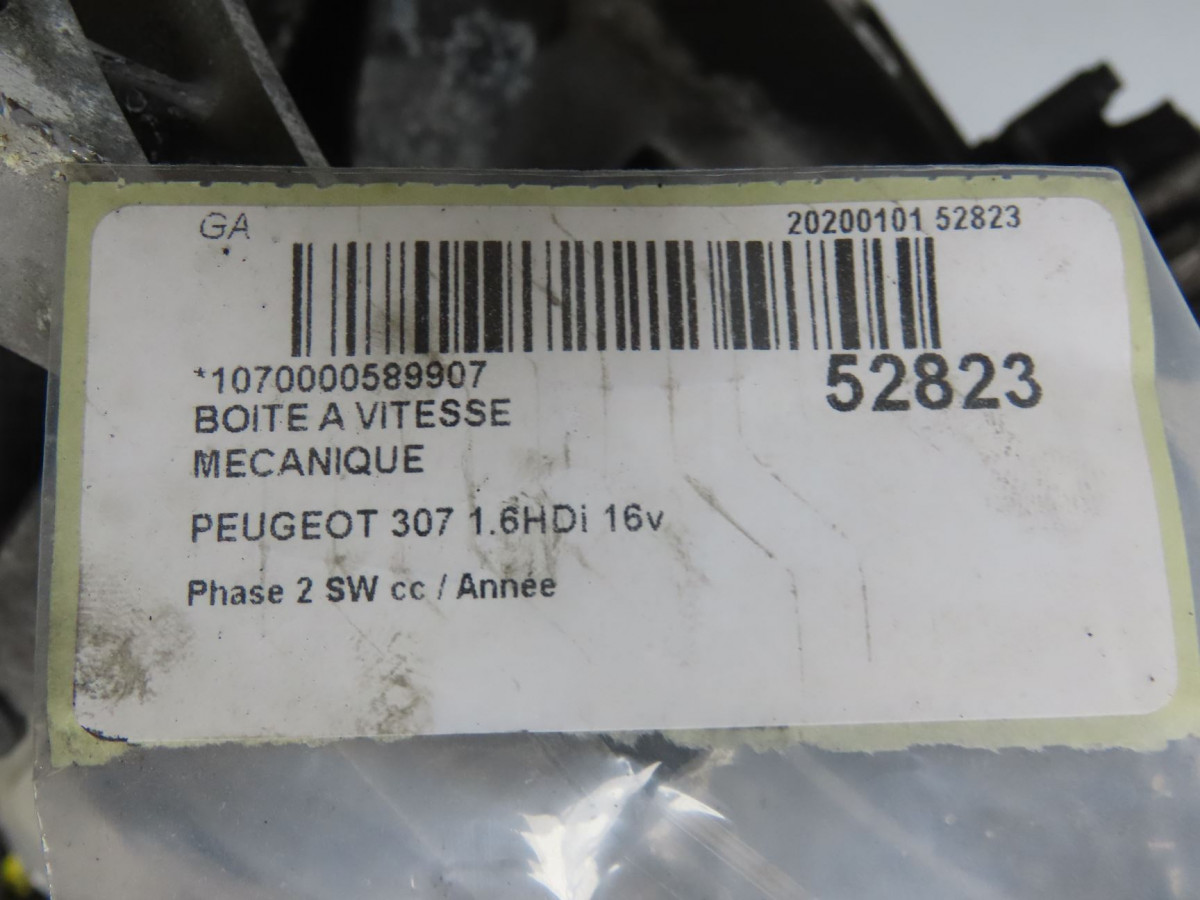 GA 20200101 52823
*1070000589907 52823
BOITE A VITESSE
MECANIQUE
PEUGEOT 307 1.6HDi 16v
Phase 2 SW cc / Année